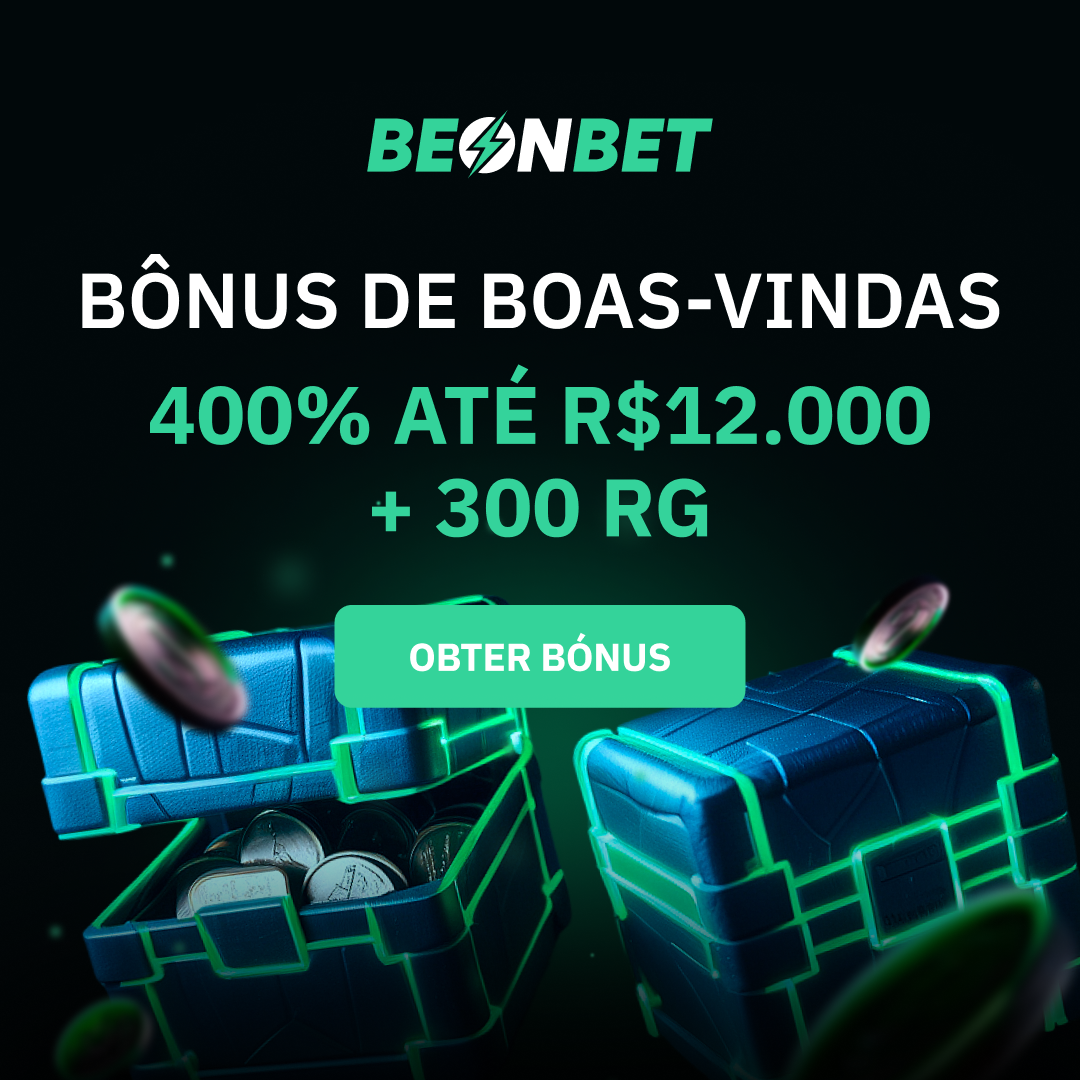 BEONBET
BÔNUS DE BOAS-VINDAS
400% ATÉ R$12.000
+ 300 RG
OBTER BÓNUS